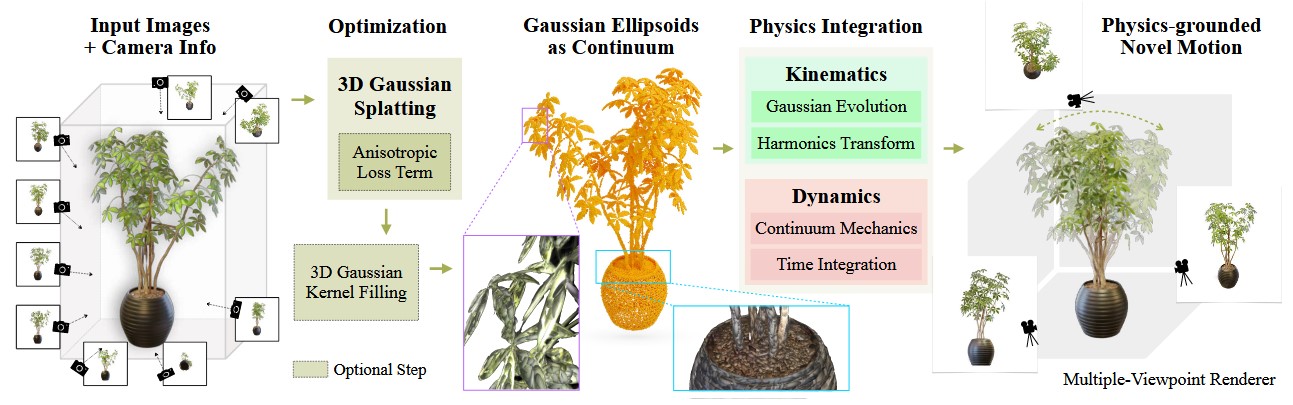 Input Images
+ Camera Info
Optimization
3D Gaussian
Splatting
Anisotropic
Loss Term
3D Gaussian
Kernel Filling
Optional Step
Gaussian Ellipsoids
as Continuum
Physics Integration
Kinematics
Gaussian Evolution
Harmonics Transform
Dynamics
Continuum Mechanics
Time Integration
Physics-grounded
Novel Motion
Multiple-Viewpoint Renderer